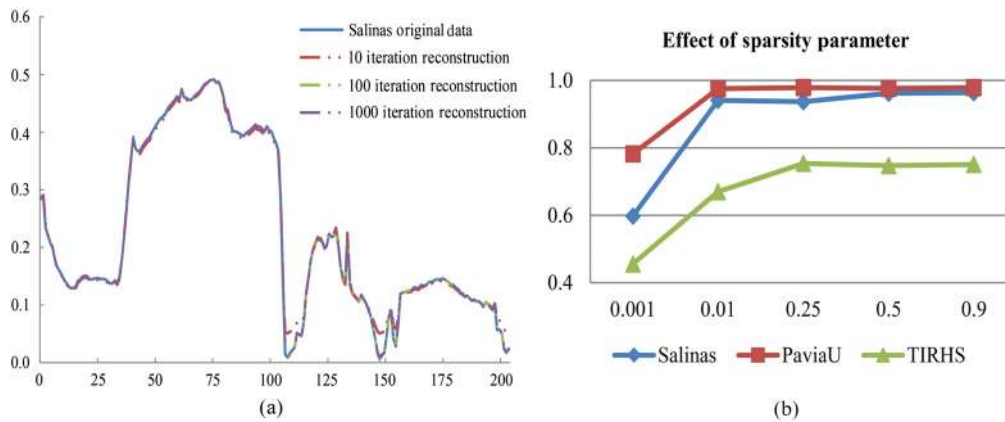 0.6
0.5
0.4
0.3
0.2
0.1
0.0
0 25 50 75 100 125 150 175 200
Salinas original data
10 iteration reconstruction
100 iteration reconstruction
1000 iteration reconstruction
(a)
Effect of sparsity parameter
1.0
0.8
0.6
0.4
0.001 0.01 0.25 0.5 0.9
Salinas PaviaU TIRHS
(b)